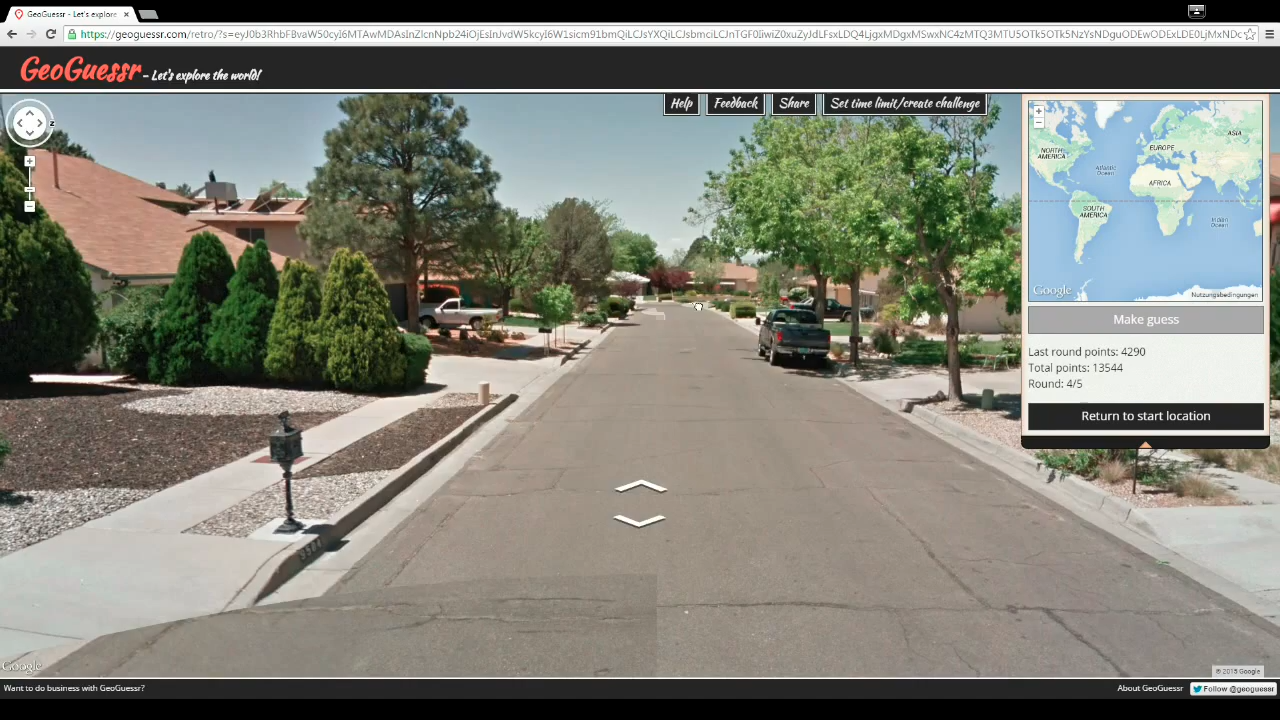 GeoGuessr - Let's explore
https://geoguessr.com/retro/?s=
GeoGuessr - Let's explore the world!
Help
Feedback
Share
Set time limit/create challenge
NORTH AMERICA
Atlantic Ocean
EUROPE
ASIA
AFRICA
SOUTH AMERICA
Indian Ocean
Google
Nutzungsbedingungen
Make guess
Last round points: 4290
Total points: 13544
Round: 4/5
Return to start location
Google
© 2015 Google
Want to do business with GeoGuessr?
About GeoGuessr
Follow @geoguessr